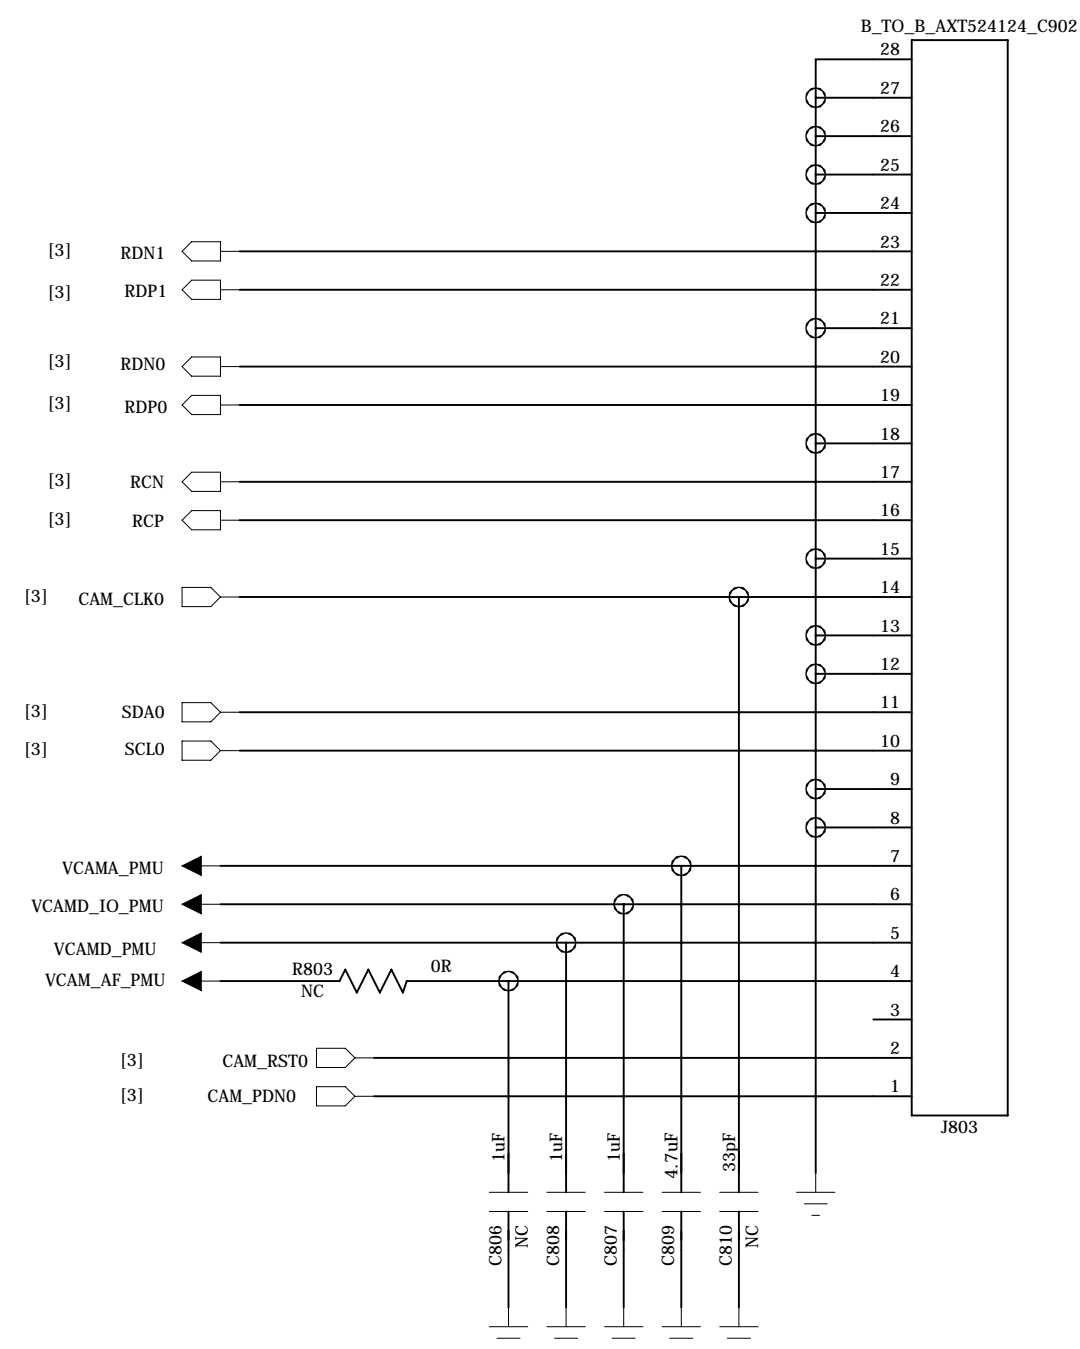 B_TO_B_AXT524124_C902
28
27
26
25
24
[3] RDN1 23
[3] RDP1 22
21
[3] RDN0 20
[3] RDP0 19
18
[3] RCN 17
[3] RCP 16
15
[3] CAM_CLK0 14
13
12
[3] SDA0 11
[3] SCL0 10
9
8
VCAMA_PMU 7
VCAMD_IO_PMU 6
VCAMD_PMU 5
VCAM_AF_PMU R803 0R 4
NC
3
[3] CAM_RST0 2
[3] CAM_PDN0 1
J803
1uF 1uF 1uF 4.7uF 33pF
C806 NC C808 C807 C809 C810 NC